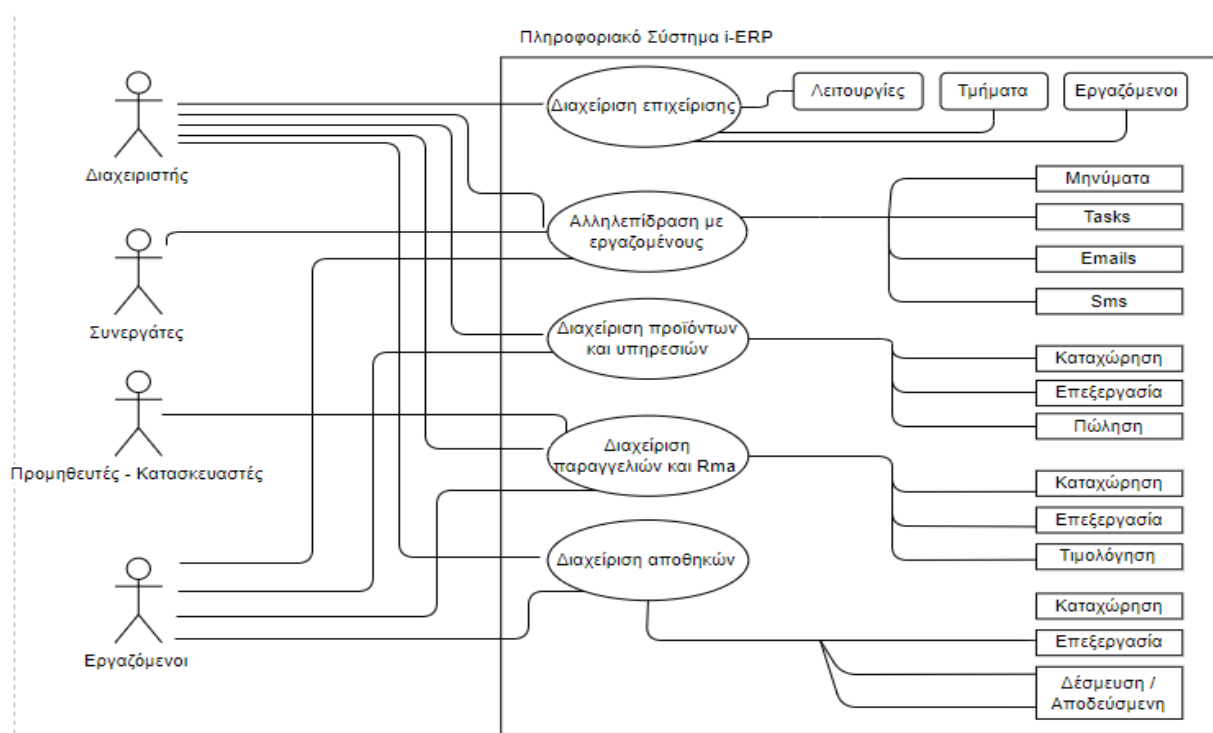 Πληροφοριακό Σύστημα i-ERP
Διαχειριστής
Συνεργάτες
Προμηθευτές - Κατασκευαστές
Εργαζόμενοι
Διαχείριση επιχείρισης
Λειτουργίες
Τμήματα
Εργαζόμενοι
Αλληλεπίδραση με
εργαζομένους
Μηνύματα
Tasks
Emails
Sms
Διαχείριση προϊόντων
και υπηρεσιών
Καταχώρηση
Επεξεργασία
Πώληση
Διαχείριση
παραγγελιών και Rma
Καταχώρηση
Επεξεργασία
Τιμολόγηση
Διαχείριση αποθηκών
Καταχώρηση
Επεξεργασία
Δέσμευση /
Αποδεύσμενη